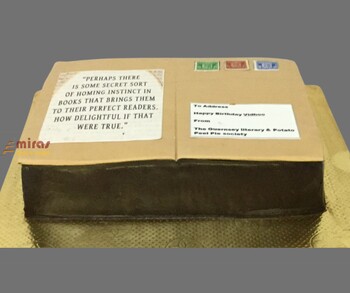 "PERHAPS THERE
IS SOME SECRET SORT
OF HOMING INSTINCT IN
BOOKS THAT BRINGS THEM
TO THEIR PERFECT READERS.
HOW DELIGHTFUL IF THAT
WERE TRUE."
To Address
Happy Birthday
From
The Guernsey literary & Potato
Peel Pie society
miras